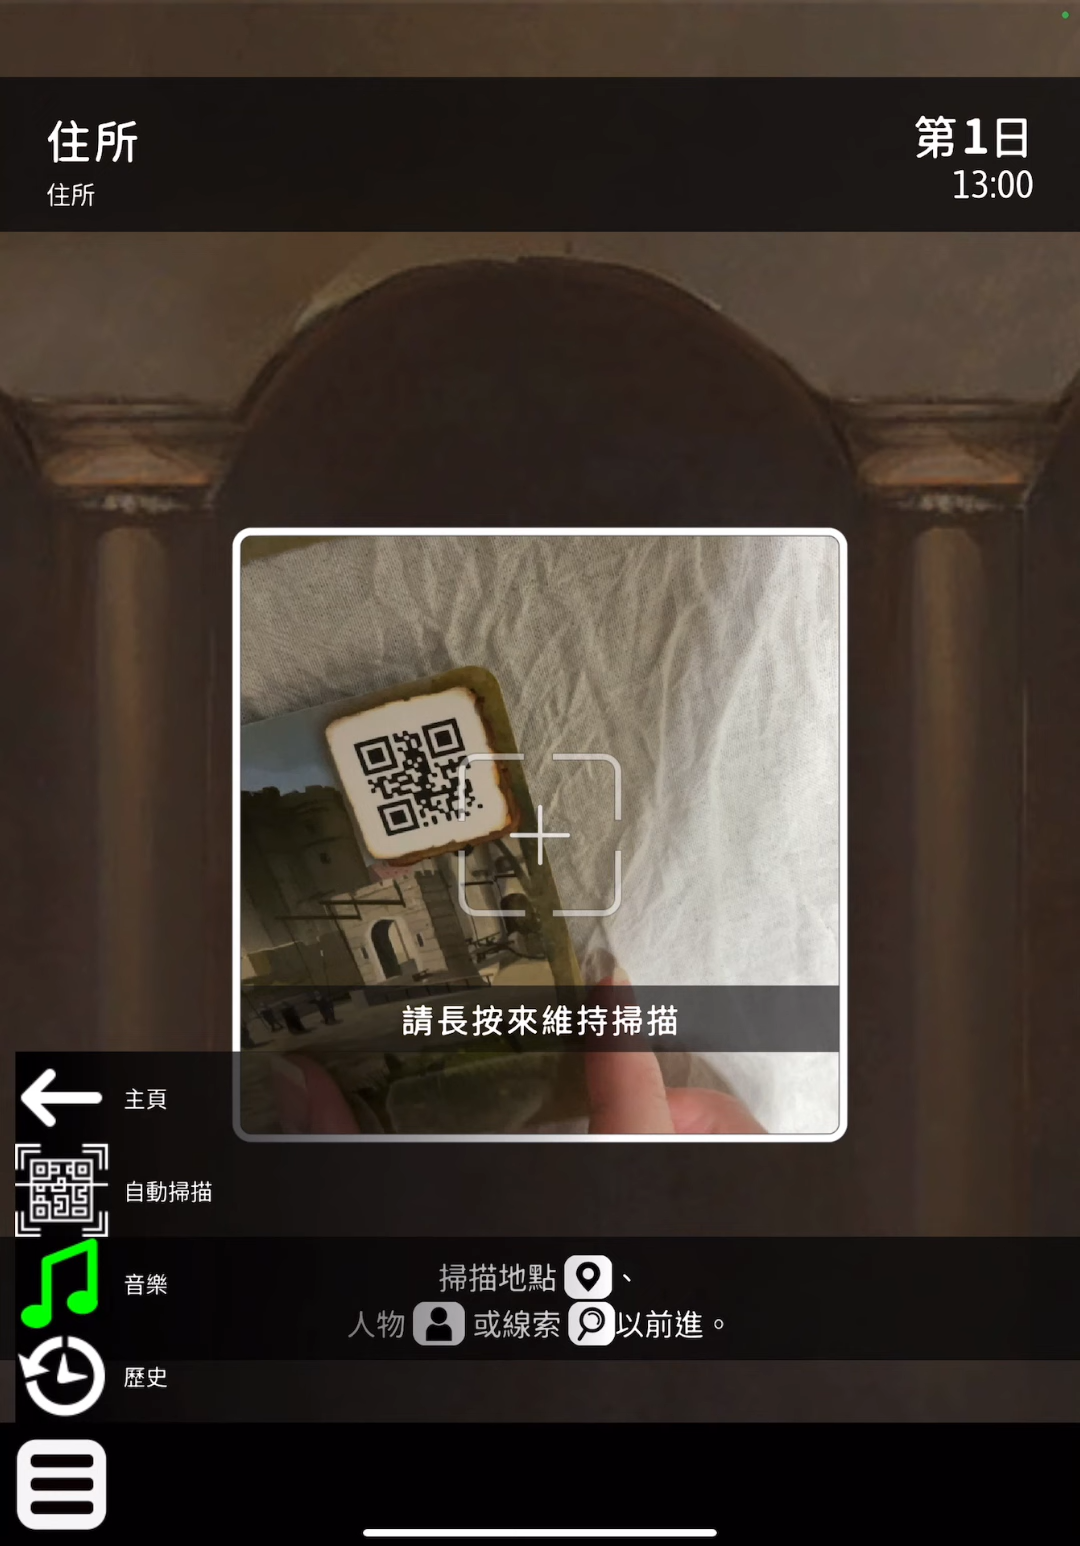 住所
住所
第1日
13:00
請長按來維持掃描
主頁
自動掃描
音樂
歷史
掃描地點、
人物 或線索 以前進。